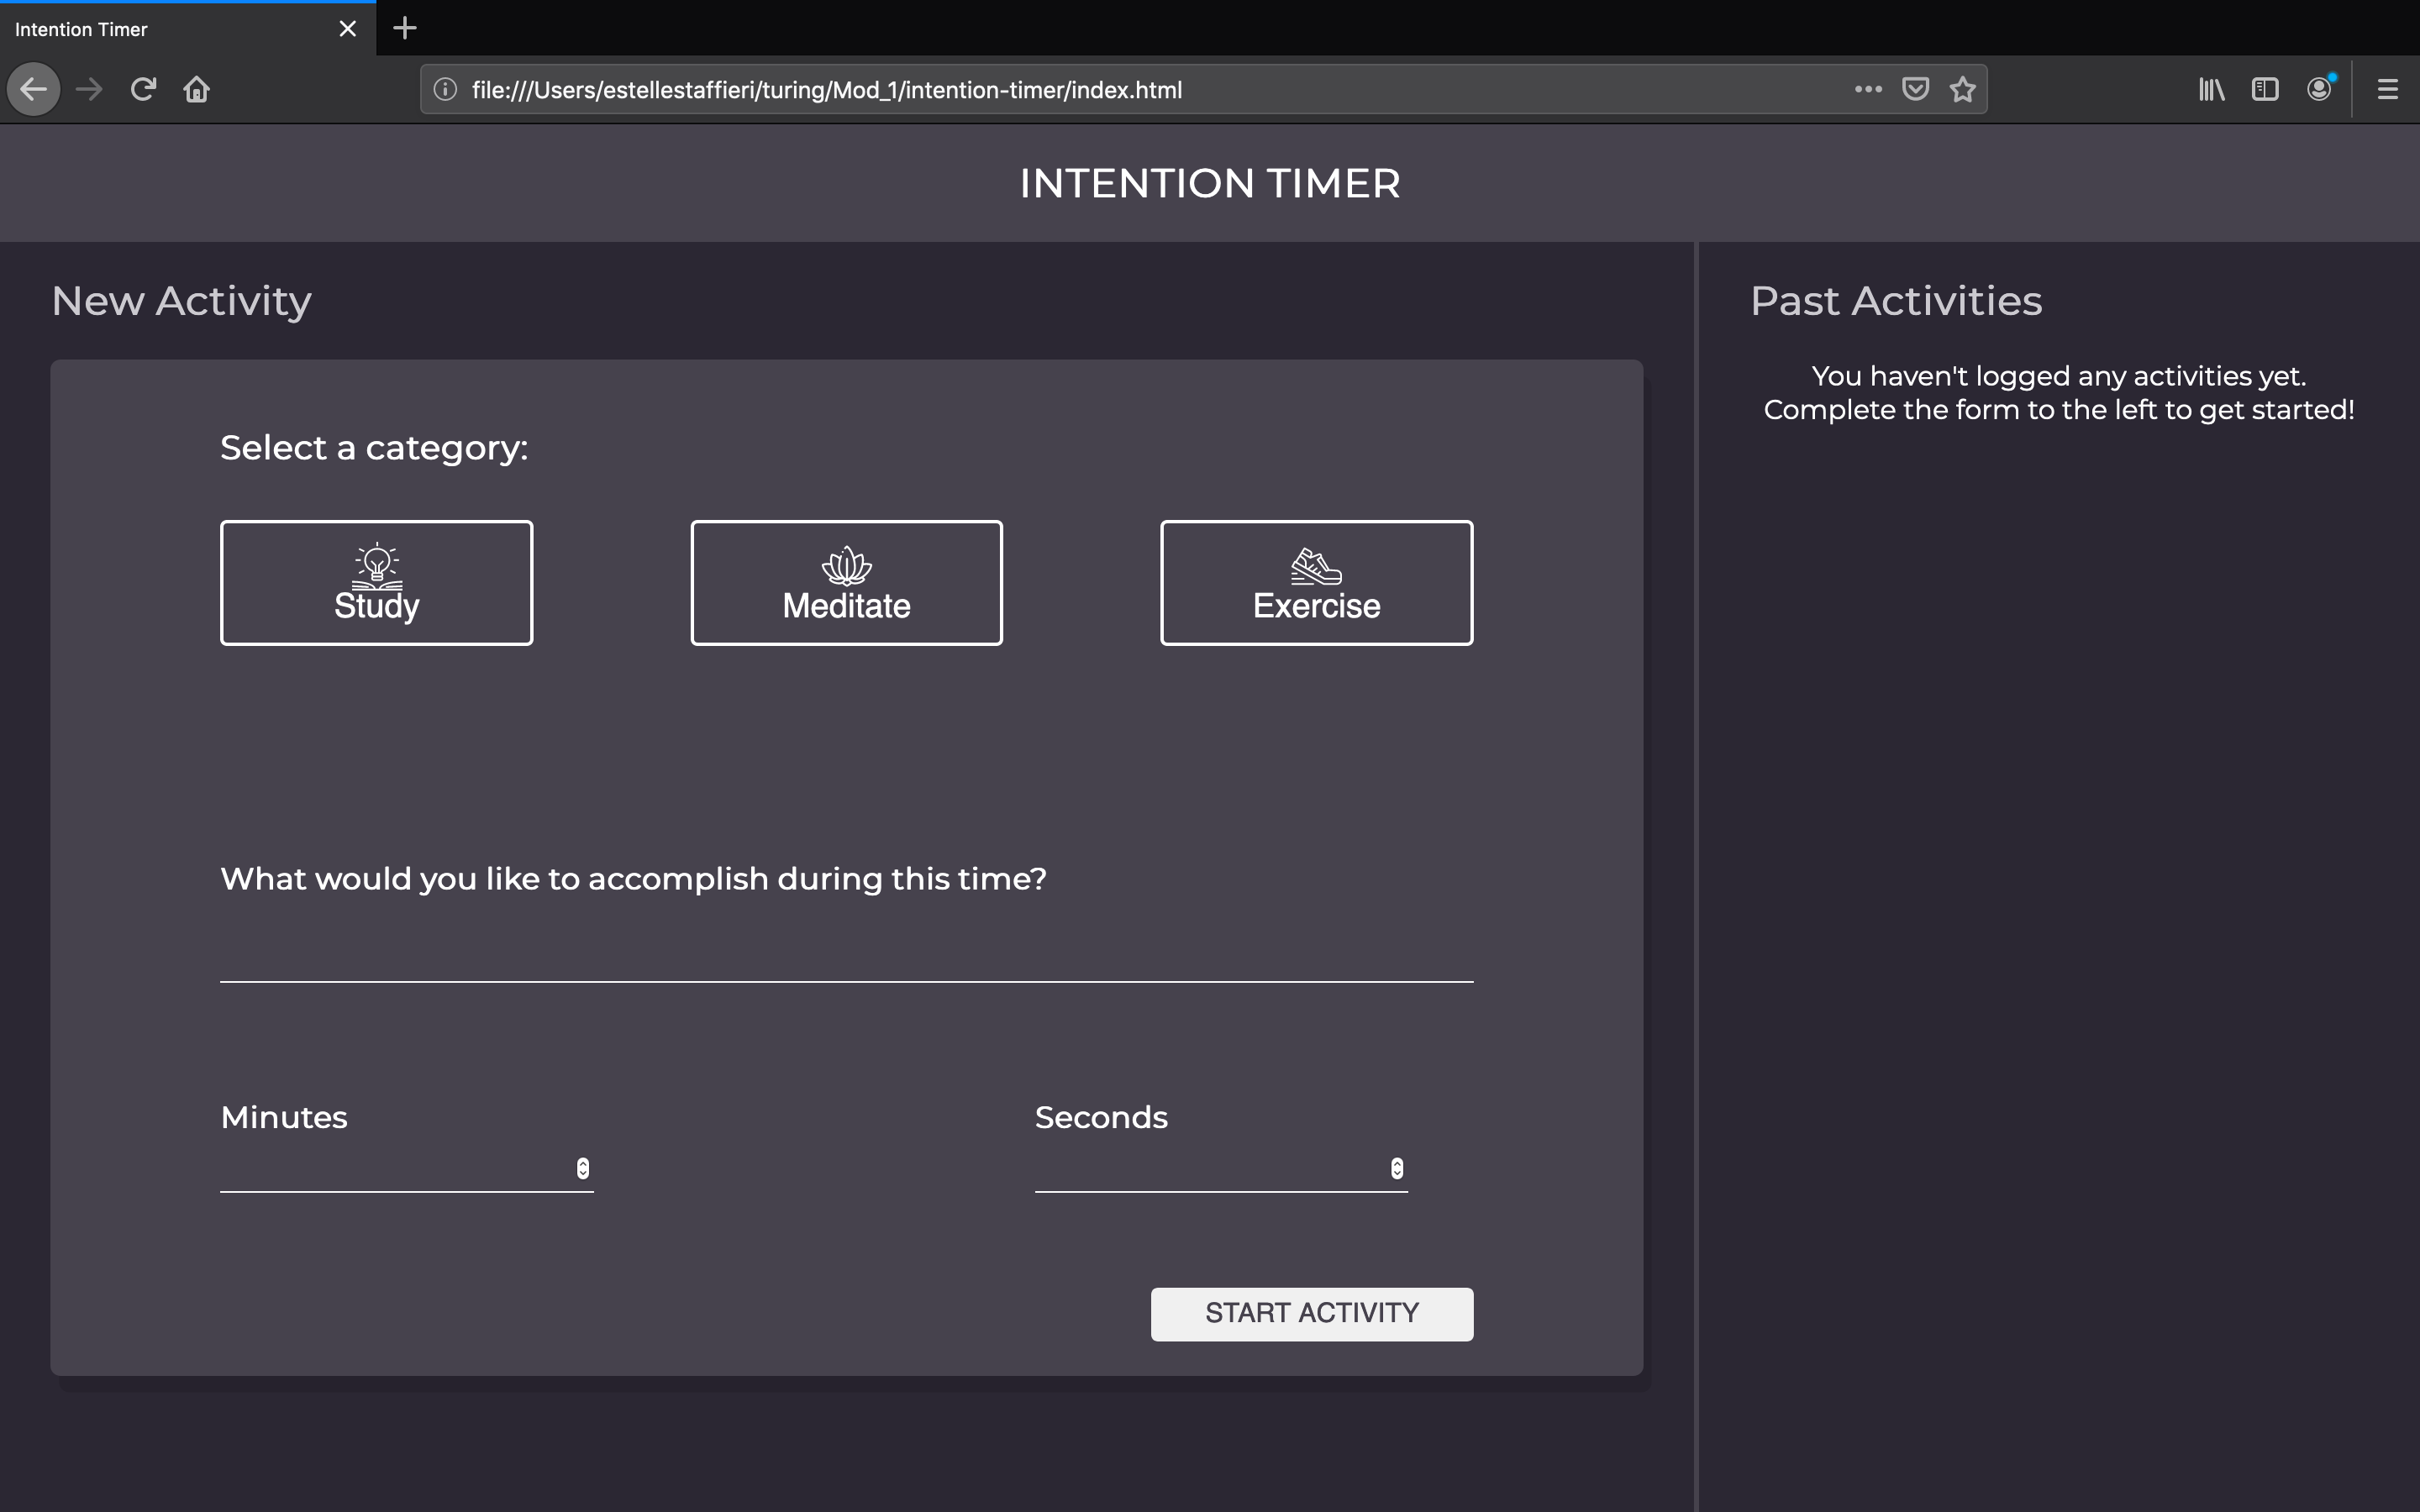 Intention Timer
file:///Users/estellestaffieri/turing/Mod_1/intention-timer/index.html
INTENTION TIMER
New Activity
Select a category:
Study
Meditate
Exercise
What would you like to accomplish during this time?
Minutes
Seconds
START ACTIVITY
Past Activities
You haven't logged any activities yet.
Complete the form to the left to get started!